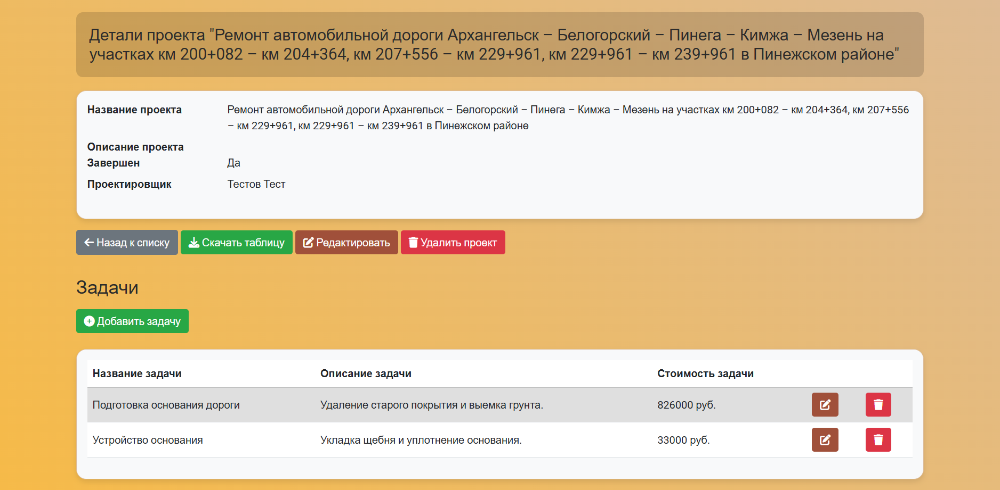 Детали проекта "Ремонт автомобильной дороги Архангельск – Белогорский – Пинега – Кимжа – Мезень на
участках км 200+082 – км 204+364, км 207+556 – км 229+961, км 229+961 – км 239+961 в Пинежском районе"
Название проекта Ремонт автомобильной дороги Архангельск – Белогорский – Пинега – Кимжа – Мезень на участках км 200+082 – км 204+364, км 207+556
– км 229+961, км 229+961 – км 239+961 в Пинежском районе
Описание проекта
Завершен Да
Проектировщик Тестов Тест
Назад к списку Скачать таблицу Редактировать Удалить проект
Задачи
Добавить задачу
Название задачи Описание задачи Стоимость задачи
Подготовка основания дороги Удаление старого покрытия и выемка грунта. 826000 руб.
Устройство основания Укладка щебня и уплотнение основания. 33000 руб.